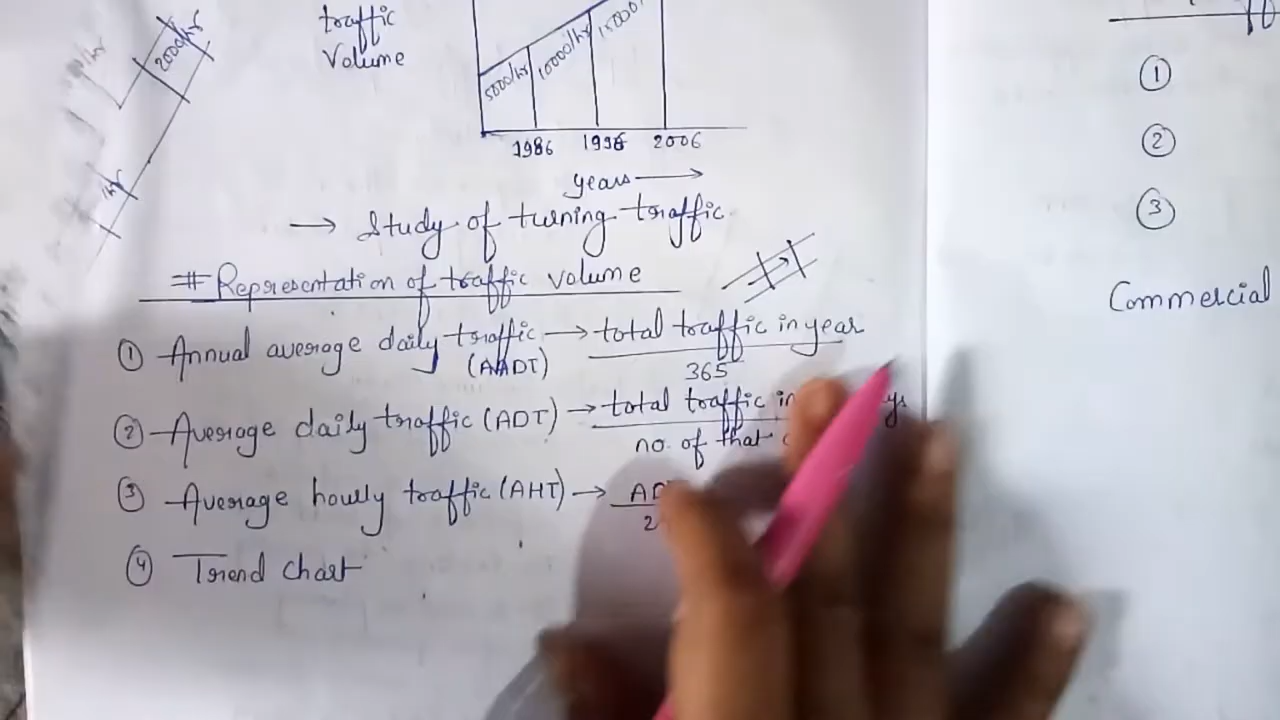 traffic
Volume
2000/hr
/hr
/hr
5000/hr
10000/hr
1986
1996
2006
years →
→ Study of turning traffic
# Representation of traffic volume
① Annual average daily traffic → total traffic in year
(AADT)
365
② Average daily traffic (ADT) → total traffic in
no. of that
③ Average hourly traffic (AHT) →
④ Trend chart
①
②
③
Commercial